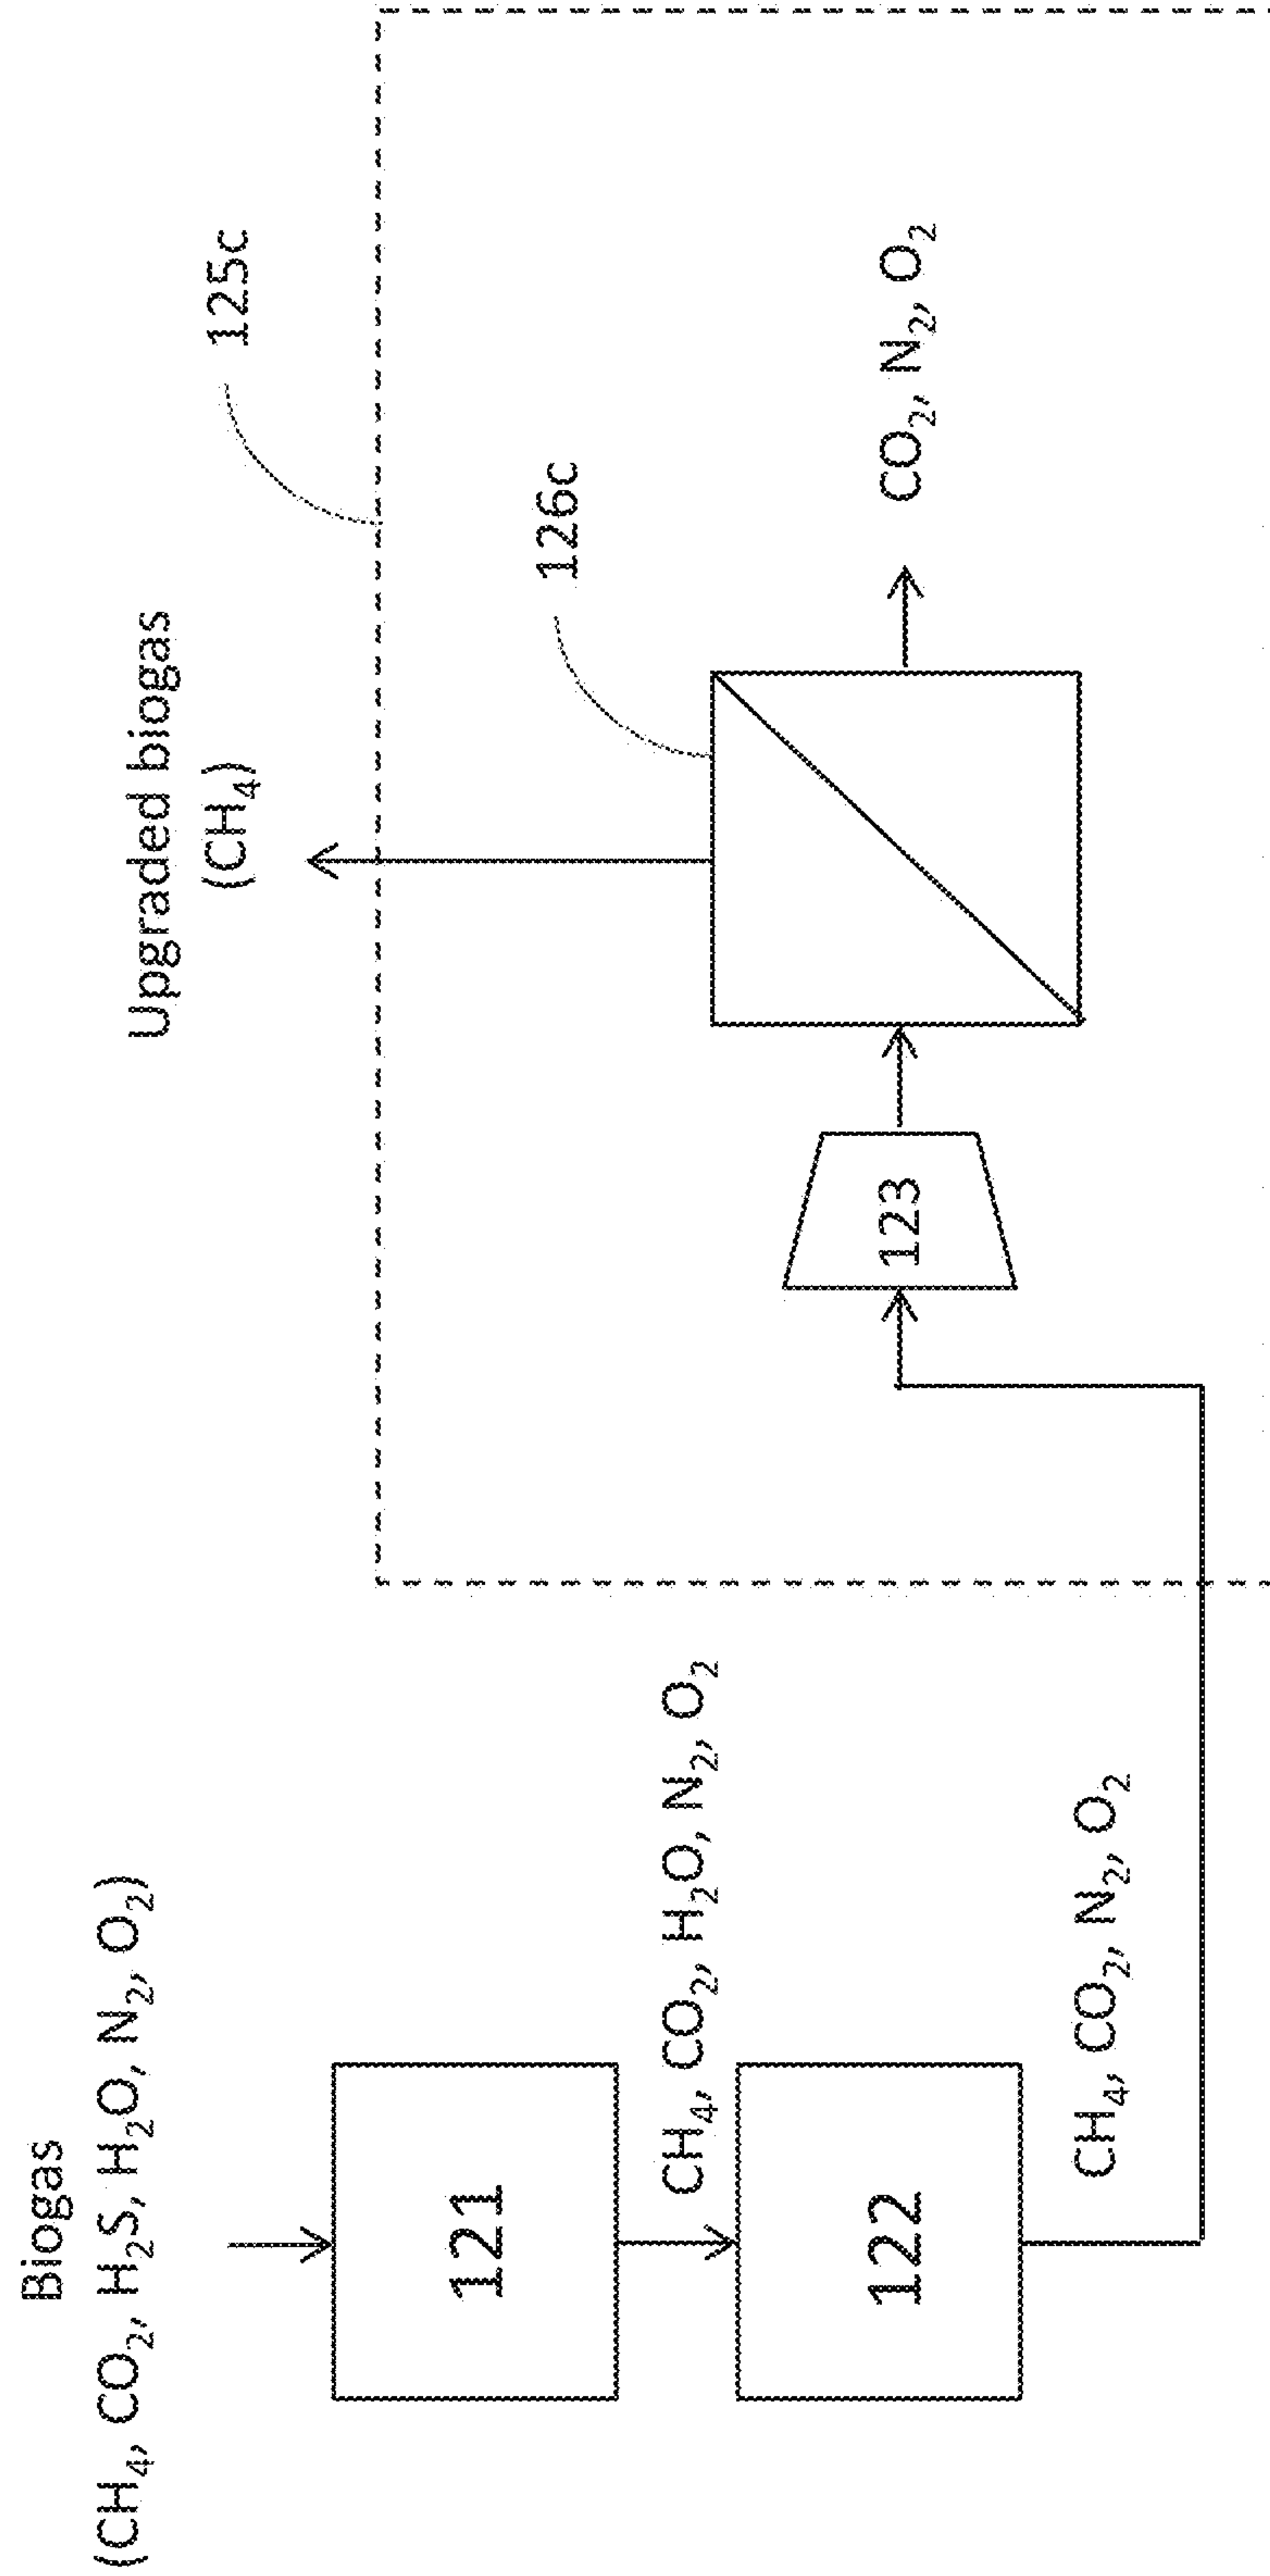 Biogas
(CH₄, CO₂, H₂S, H₂O, N₂, O₂)
121
CH₄, CO₂, H₂O, N₂, O₂
122
CH₄, CO₂, N₂, O₂
Upgraded biogas
(CH₄)
125c
126c
123
CO₂, N₂, O₂